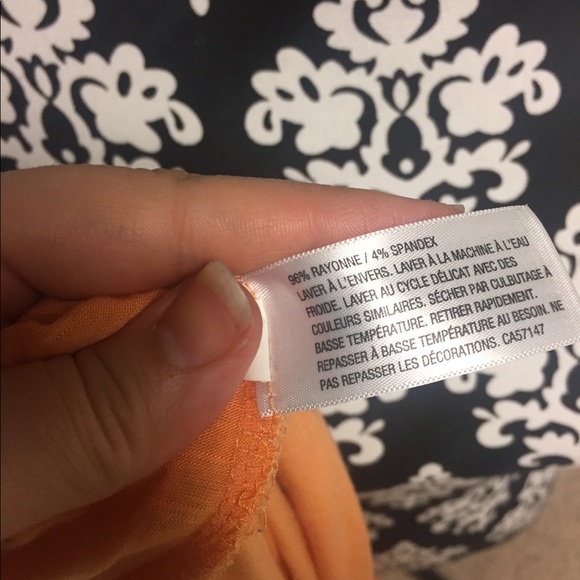 96% RAYONNE / 4% SPANDEX
LAVER À L'ENVERS. LAVER À LA MACHINE À L'EAU
FROIDE. LAVER AU CYCLE DÉLICAT AVEC DES
COULEURS SIMILAIRES. SÉCHER PAR CULBUTAGE À
BASSE TEMPÉRATURE. RETIRER RAPIDEMENT.
REPASSER À BASSE TEMPÉRATURE AU BESOIN. NE
PAS REPASSER LES DÉCORATIONS. CA57147